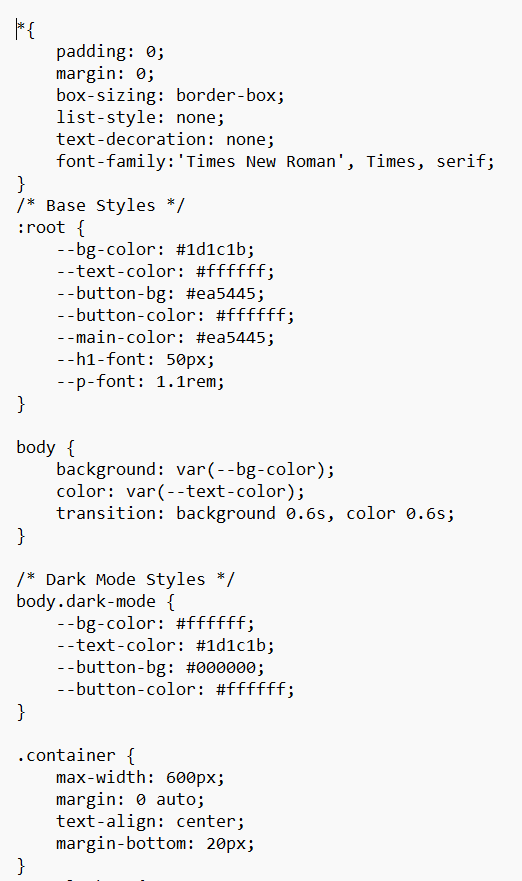 *{
    padding: 0;
    margin: 0;
    box-sizing: border-box;
    list-style: none;
    text-decoration: none;
    font-family:'Times New Roman', Times, serif;
}
/* Base Styles */
:root {
    --bg-color: #1d1c1b;
    --text-color: #ffffff;
    --button-bg: #ea5445;
    --button-color: #ffffff;
    --main-color: #ea5445;
    --h1-font: 50px;
    --p-font: 1.1rem;
}

body {
    background: var(--bg-color);
    color: var(--text-color);
    transition: background 0.6s, color 0.6s;
}

/* Dark Mode Styles */
body.dark-mode {
    --bg-color: #ffffff;
    --text-color: #1d1c1b;
    --button-bg: #000000;
    --button-color: #ffffff;
}

.container {
    max-width: 600px;
    margin: 0 auto;
    text-align: center;
    margin-bottom: 20px;
}